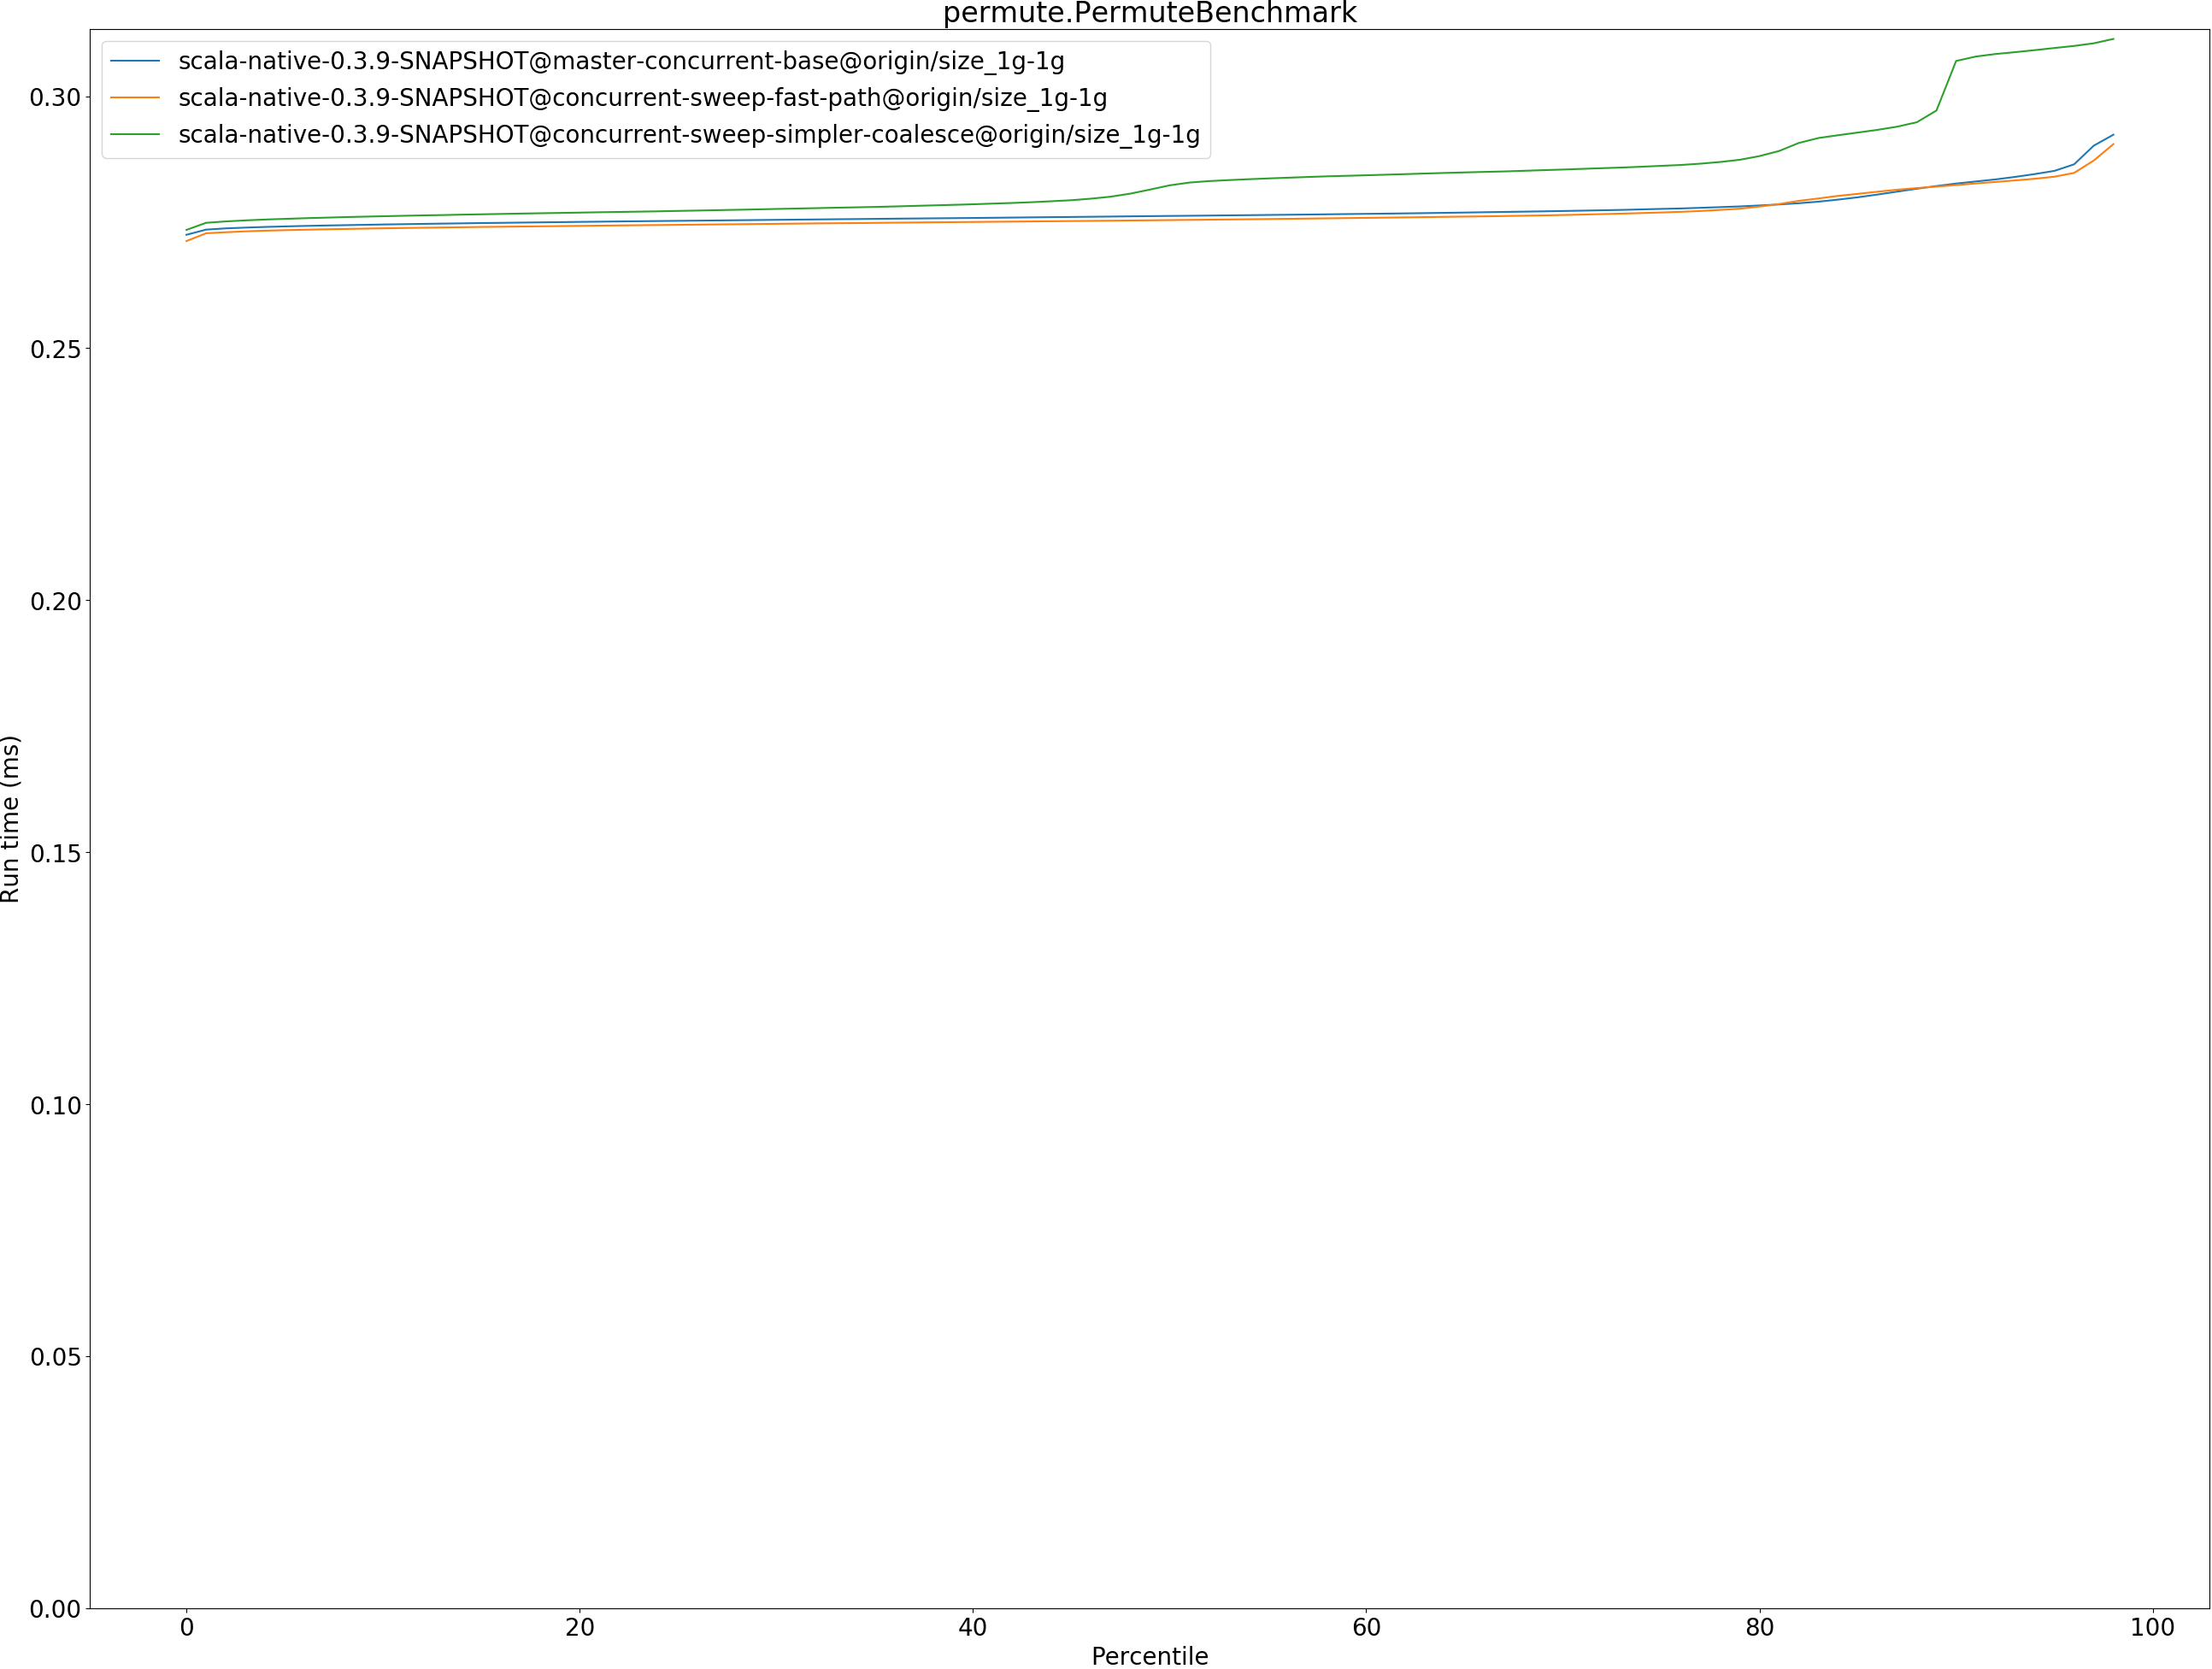 permute.PermuteBenchmark
scala-native-0.3.9-SNAPSHOT@master-concurrent-base@origin/size_1g-1g
scala-native-0.3.9-SNAPSHOT@concurrent-sweep-fast-path@origin/size_1g-1g
scala-native-0.3.9-SNAPSHOT@concurrent-sweep-simpler-coalesce@origin/size_1g-1g
0.30
0.25
0.20
0.15
0.10
0.05
0.00
Run time (ms)
0 20 40 60 80 100
Percentile